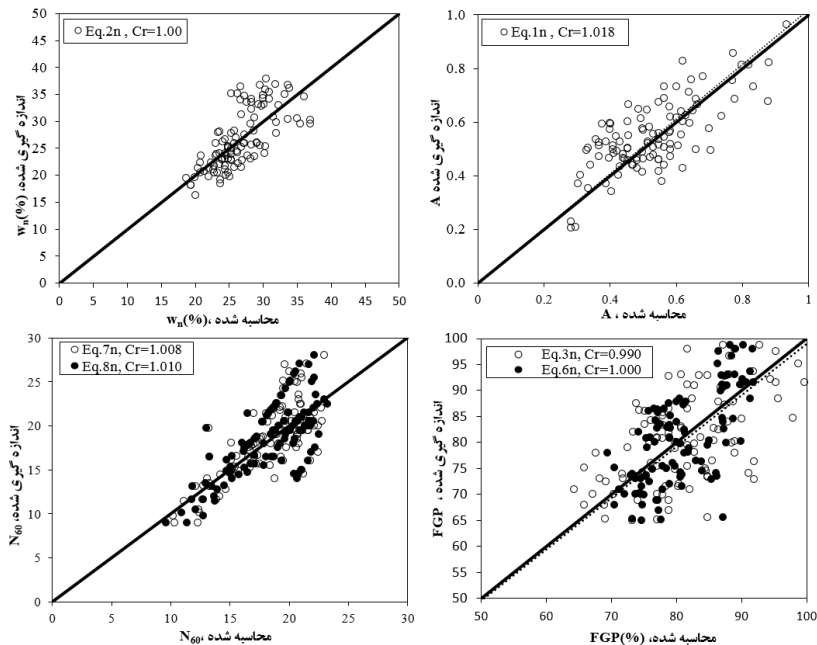 Eq.2n , Cr=1.00
50
45
40
35
30
25
20
15
10
5
0
اندازه گیری شده، wn(%)
0 10 20 30 40 50
محاسبه شده، wn(%)
Eq.1n , Cr=1.018
1.0
0.8
0.6
0.4
0.2
0.0
اندازه گیری شده A
0 0.2 0.4 0.6 0.8 1
محاسبه شده ، A
Eq.7n, Cr=1.008
Eq.8n, Cr=1.010
30
25
20
15
10
5
0
اندازه گیری شده، N60
0 5 10 15 20 25 30
محاسبه شده، N60
Eq.3n, Cr=0.990
Eq.6n, Cr=1.000
100
95
90
85
80
75
70
65
60
55
50
اندازه گیری شده ، FGP
50 60 70 80 90 100
محاسبه شده، FGP(%)